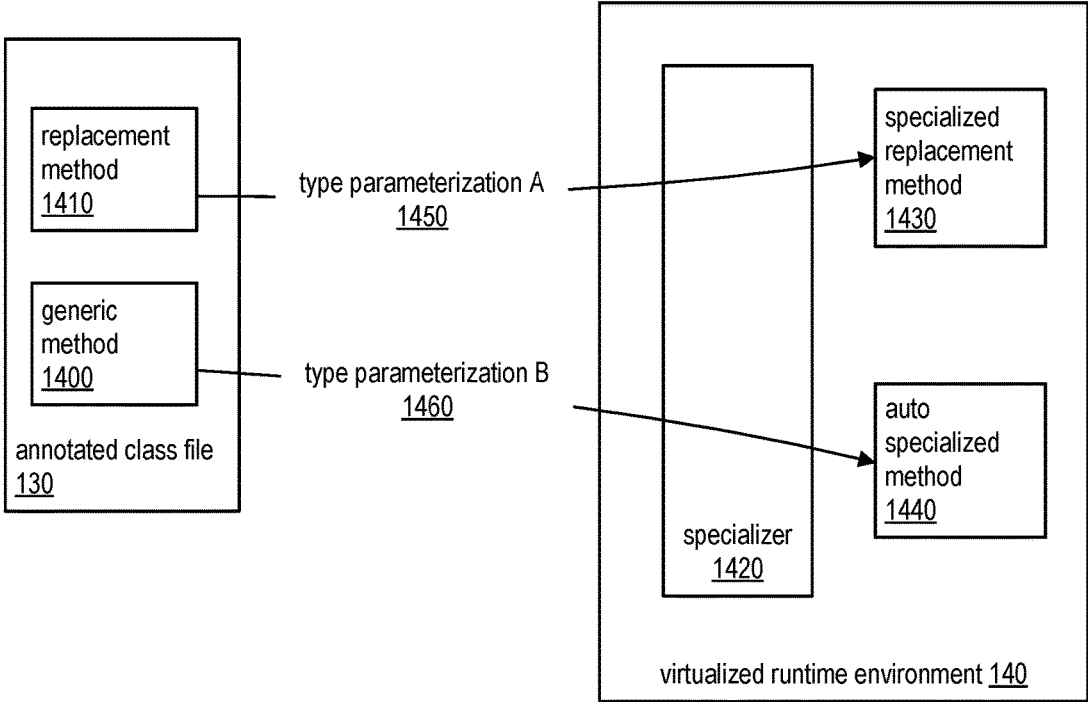 replacement
method
1410
generic
method
1400
annotated class file
130
type parameterization A
1450
type parameterization B
1460
specializer
1420
specialized
replacement
method
1430
auto
specialized
method
1440
virtualized runtime environment 140